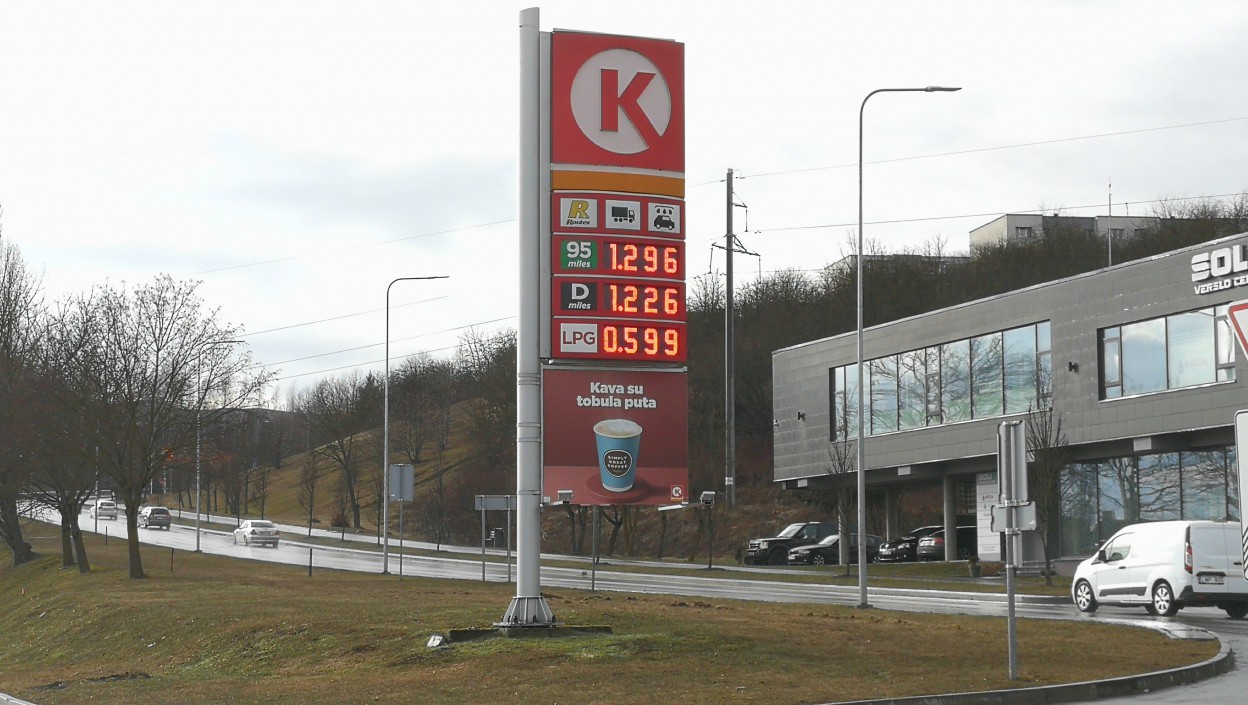 K
R
Routex
95
miles
1.296
D
miles
1.226
LPG
0.599
Kava su
tobula puta
SIMPLY
GREAT
COFFEE
K
SOL
VERSLO CE